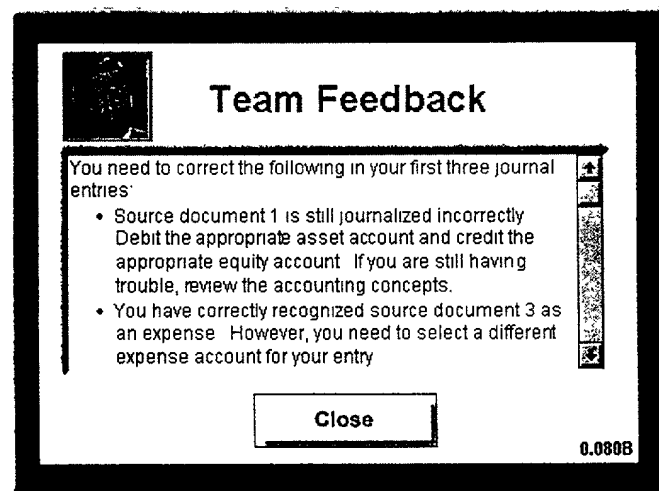 Team Feedback
You need to correct the following in your first three journal
entries:
• Source document 1 is still journalized incorrectly
Debit the appropriate asset account and credit the
appropriate equity account If you are still having
trouble, review the accounting concepts.
• You have correctly recognized source document 3 as
an expense However, you need to select a different
expense account for your entry
Close
0.080B